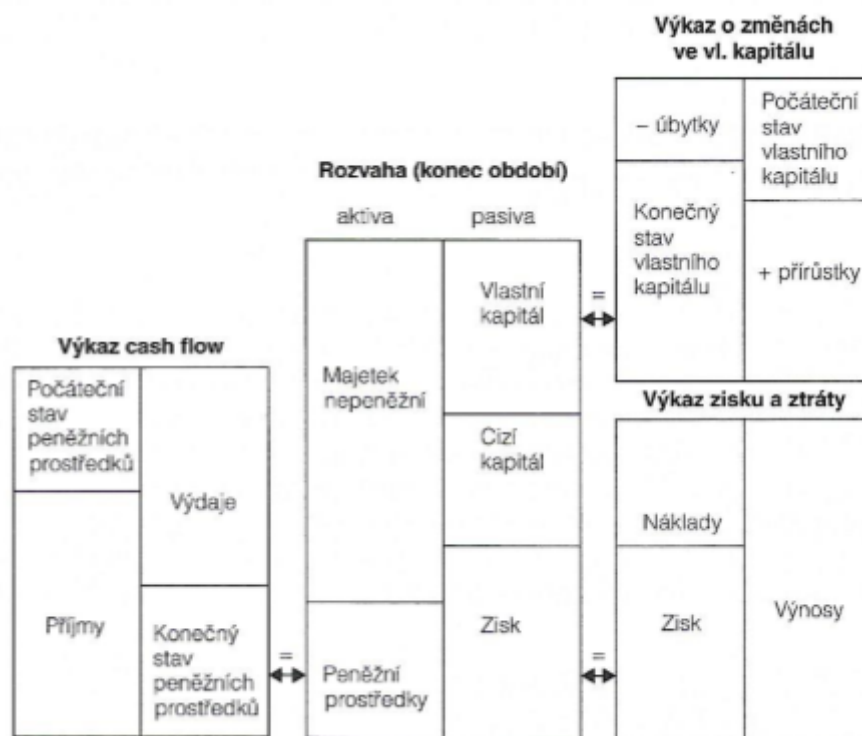 Výkaz o změnách
ve vl. kapitálu
– úbytky
Počáteční
stav
vlastního
kapitálu
Konečný
stav
vlastního
kapitálu
+ přírůstky
Rozvaha (konec období)
aktiva
pasiva
Majetek
nepeněžní
Vlastní
kapitál
=
Cizí
kapitál
Zisk
Peněžní
prostředky
Výkaz cash flow
Počáteční
stav
peněžních
prostředků
Výdaje
Příjmy
Konečný
stav
peněžních
prostředků
=
Výkaz zisku a ztráty
Náklady
Zisk
Výnosy
=